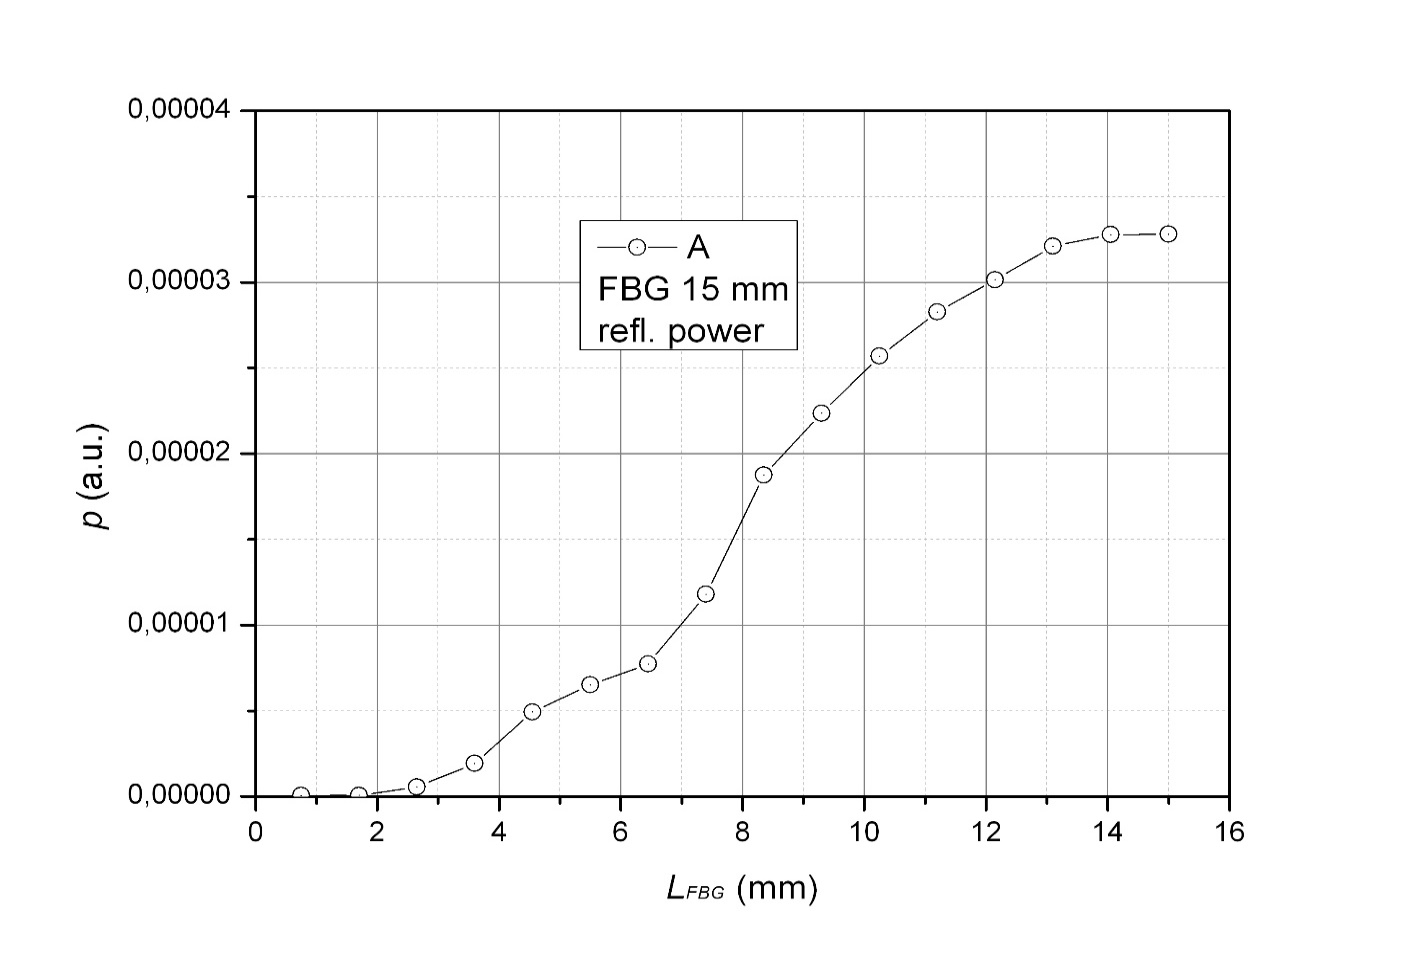 0,00004
0,00003
0,00002
0,00001
0,00000
p (a.u.)
A
FBG 15 mm
refl. power
0 2 4 6 8 10 12 14 16
LFBG (mm)